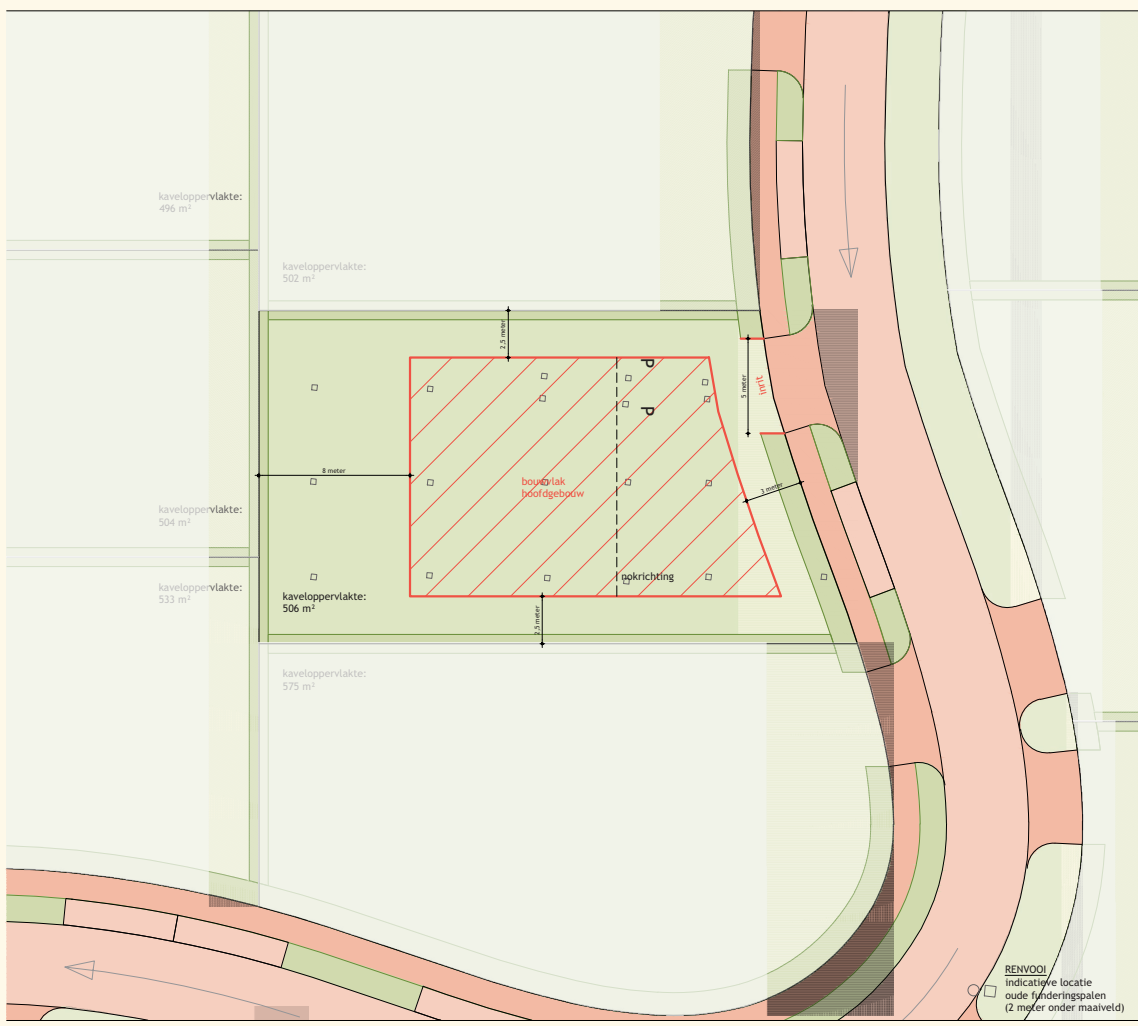 kaveloppervlakte:
496 m²
kaveloppervlakte:
502 m²
2,5 meter
P
P
5 meter
inrit
8 meter
bouwvlak
hoofdgebouw
3 meter
kaveloppervlakte:
504 m²
nokrichting
kaveloppervlakte:
533 m²
kaveloppervlakte:
506 m²
2,5 meter
kaveloppervlakte:
575 m²
RENVOOI
indicatieve locatie
oude funderingspalen
(2 meter onder maaiveld)